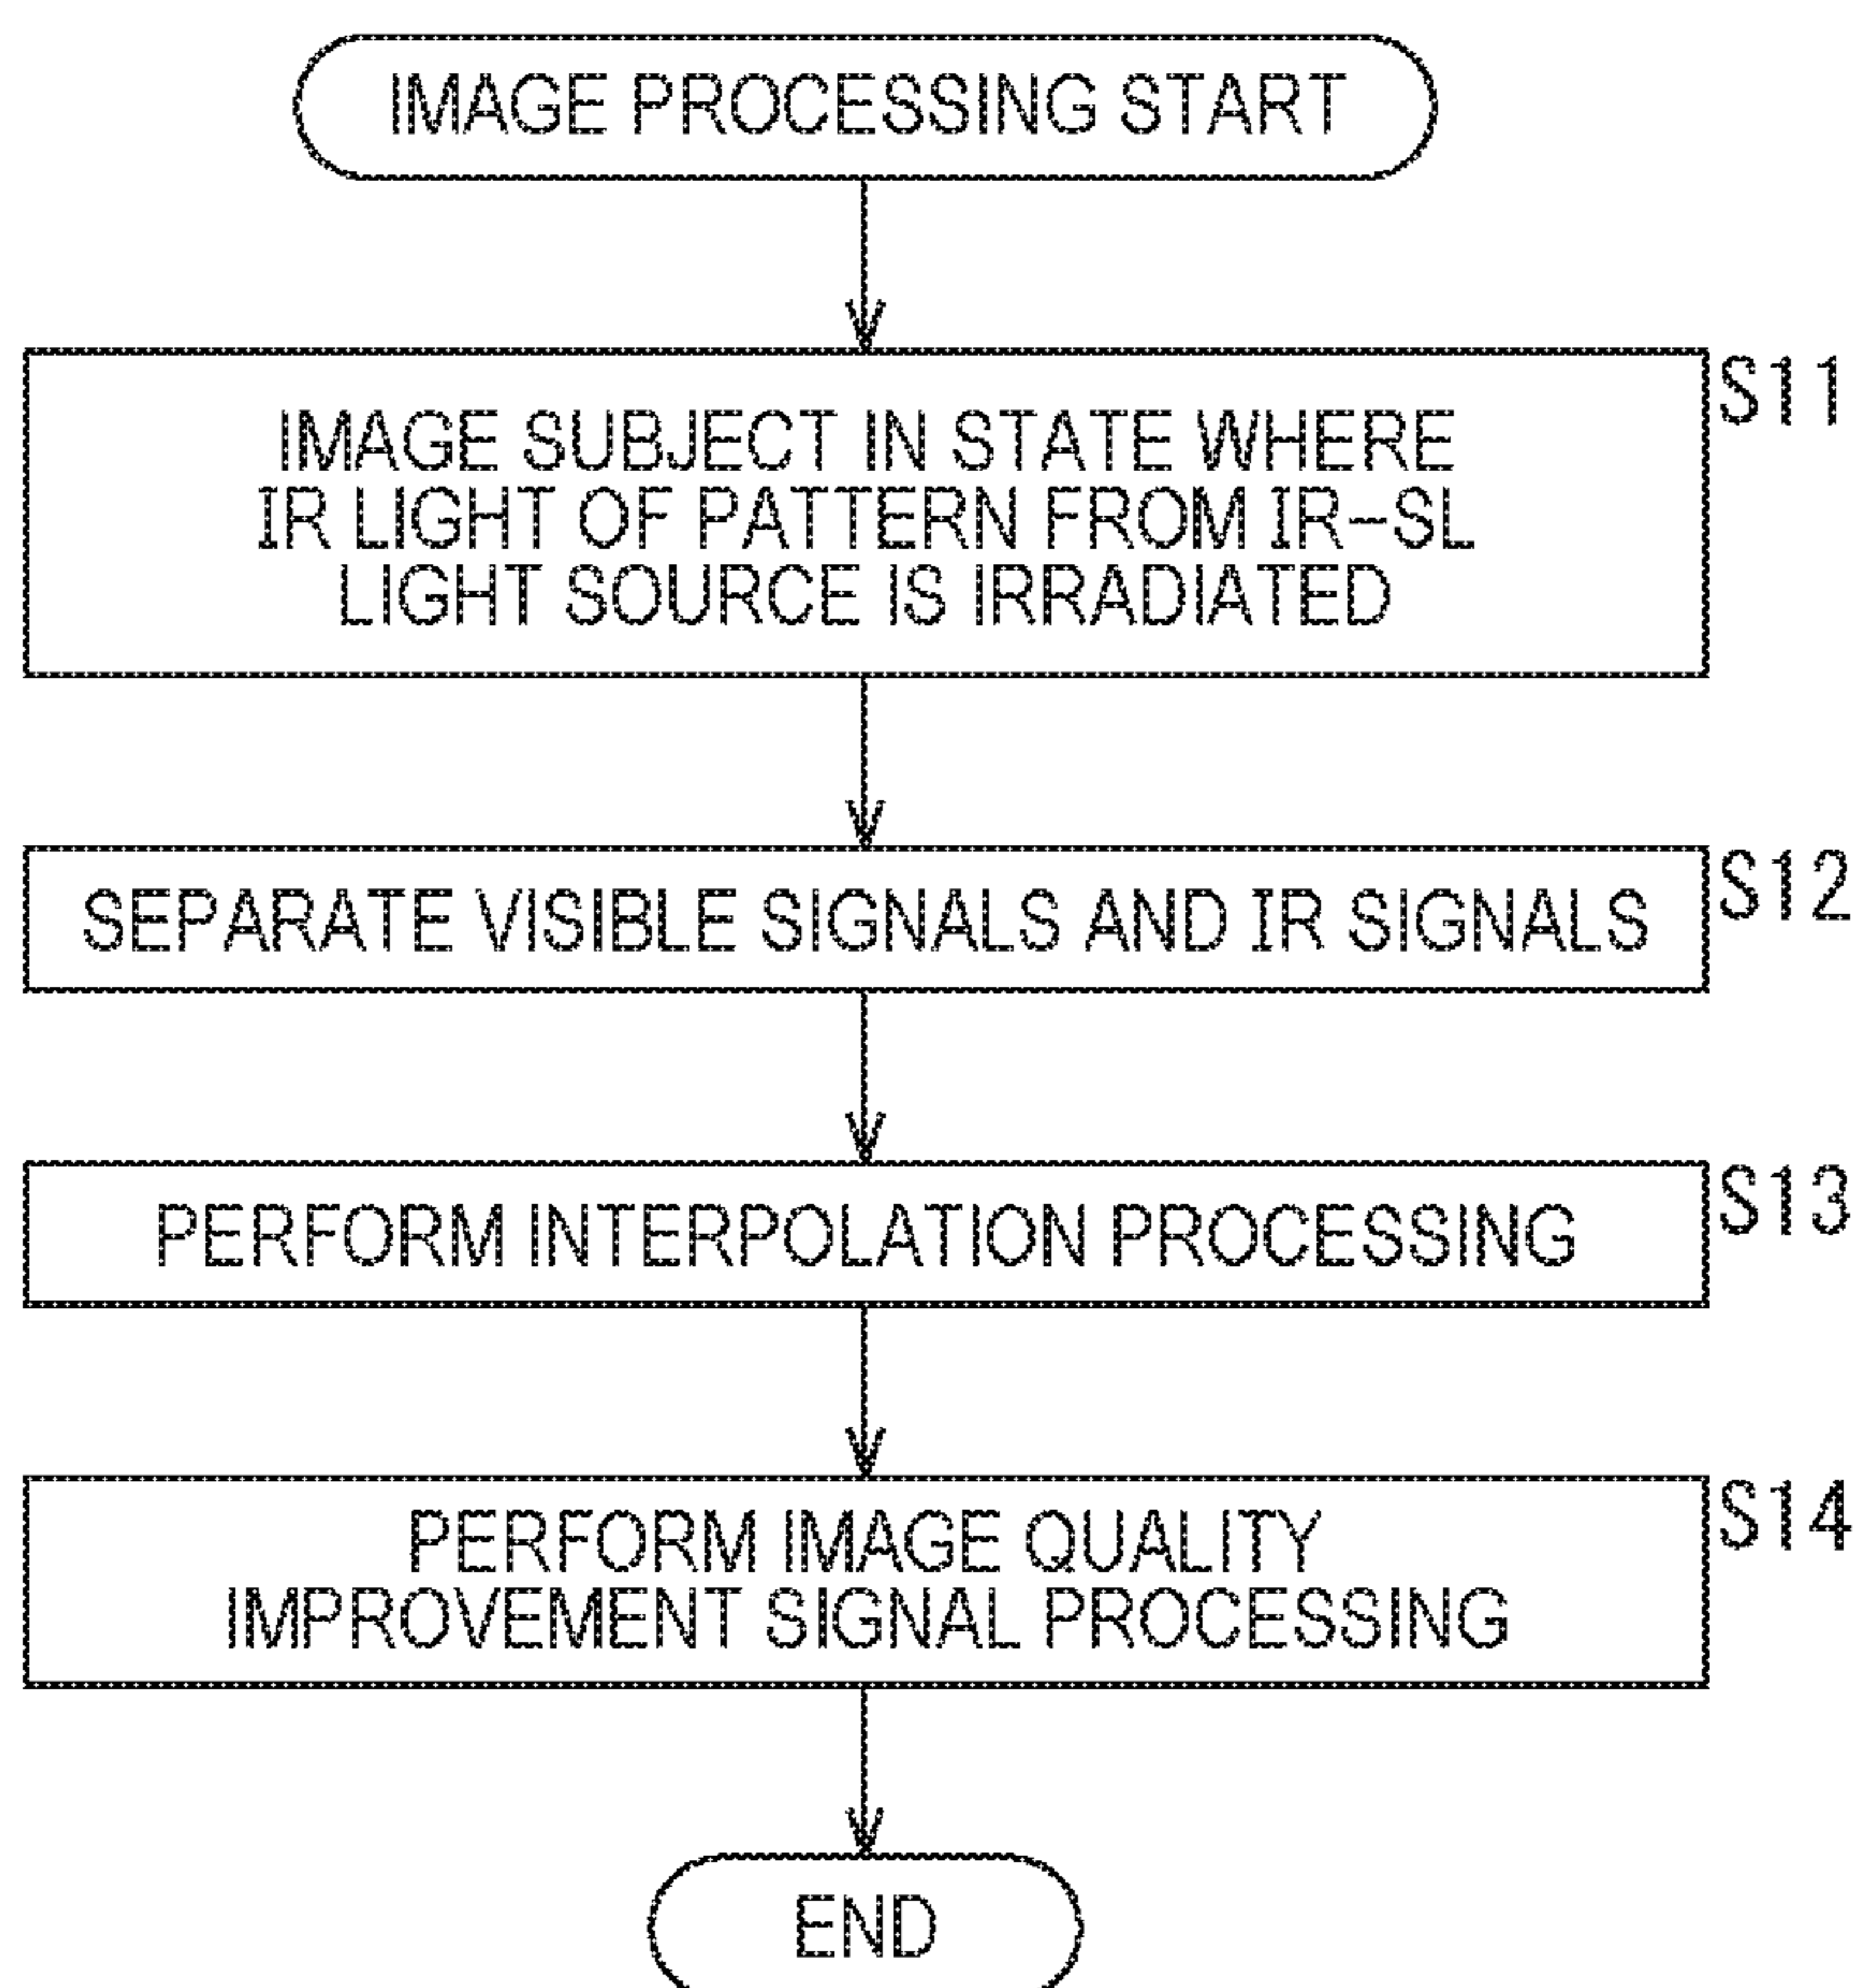 IMAGE PROCESSING START
S11
IMAGE SUBJECT IN STATE WHERE
IR LIGHT OF PATTERN FROM IR-SL
LIGHT SOURCE IS IRRADIATED
S12
SEPARATE VISIBLE SIGNALS AND IR SIGNALS
S13
PERFORM INTERPOLATION PROCESSING
S14
PERFORM IMAGE QUALITY
IMPROVEMENT SIGNAL PROCESSING
END